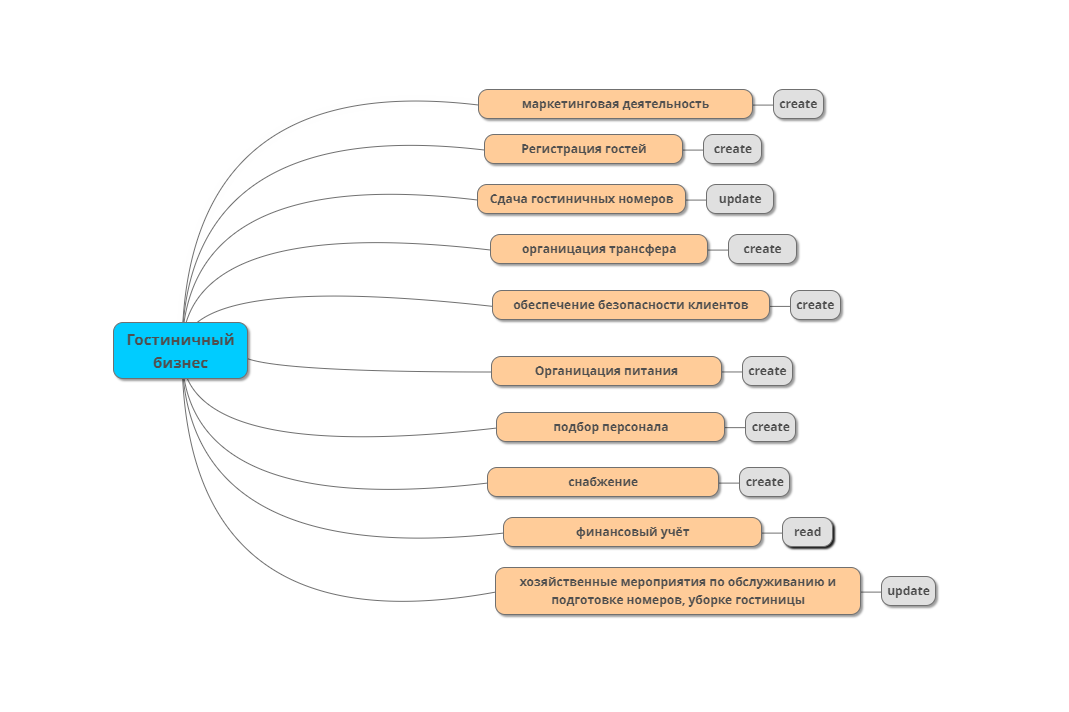 маркетинговая деятельность
create
Регистрация гостей
create
Сдача гостиничных номеров
update
органицация трансфера
create
обеспечение безопасности клиентов
create
Гостиничный
бизнес
Органицация питания
create
подбор персонала
create
снабжение
create
финансовый учёт
read
хозяйственные мероприятия по обслуживанию и
подготовке номеров, уборке гостиницы
update